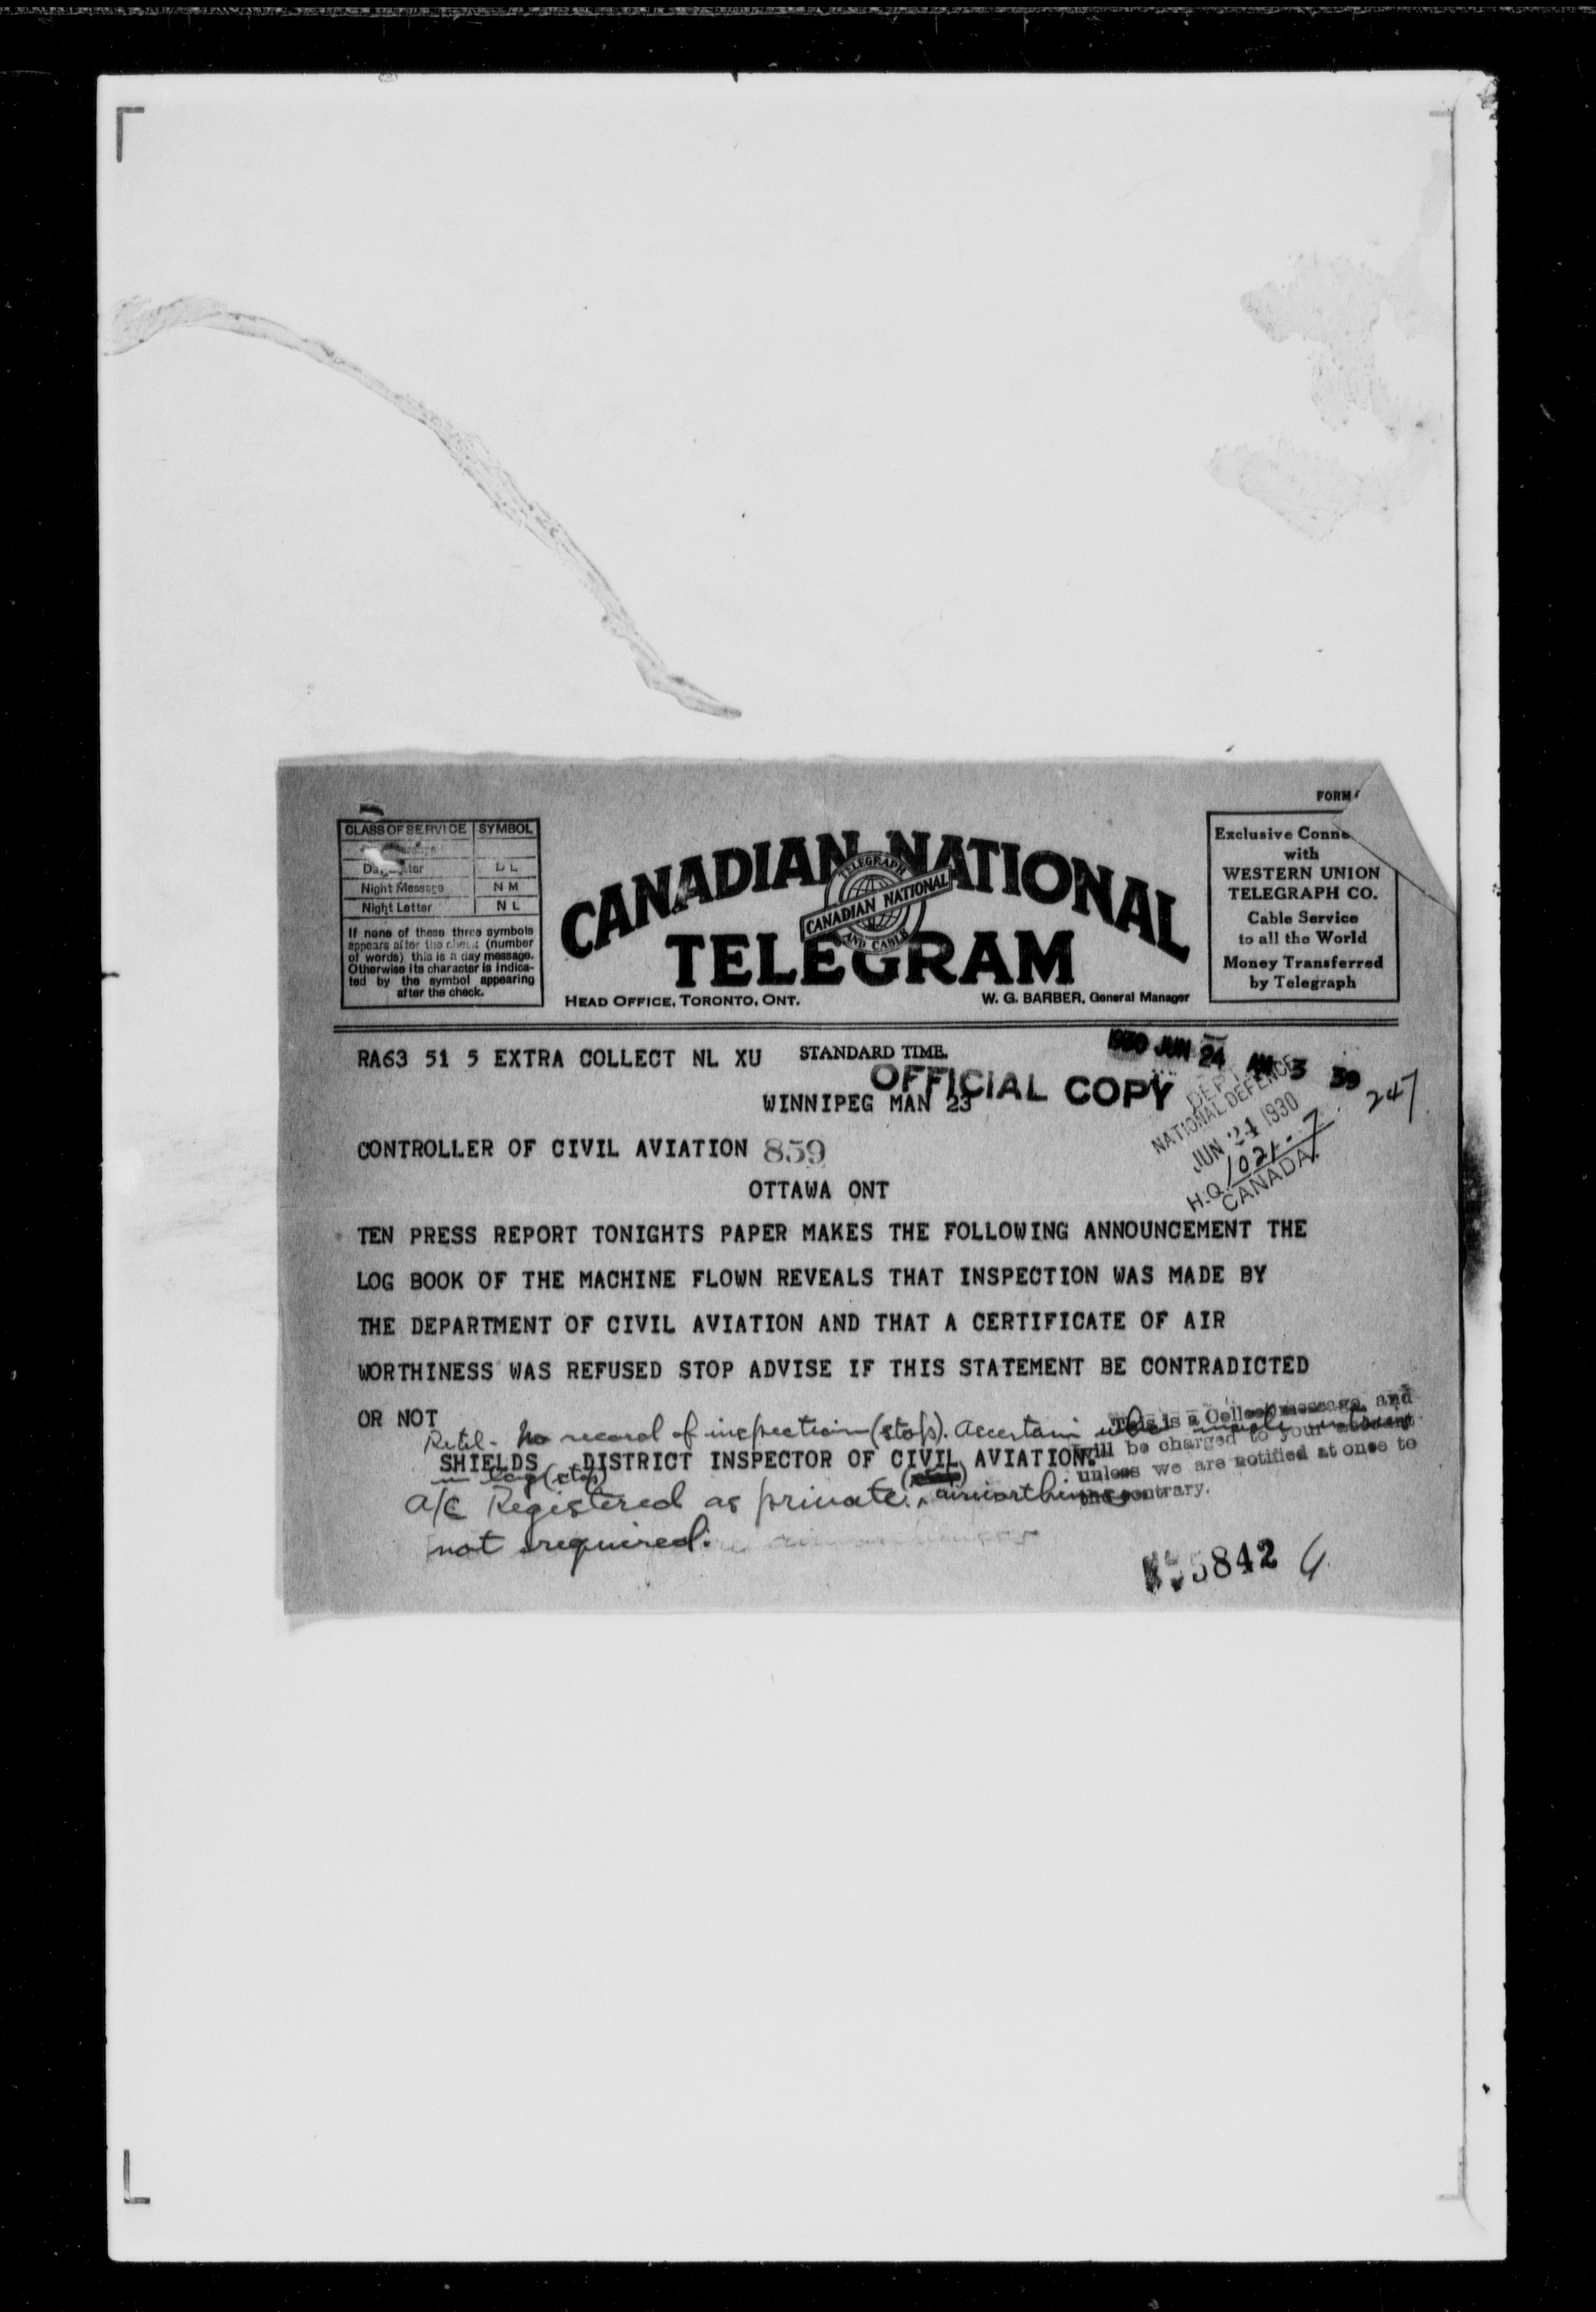 FORM
CLASS OF SERVICE SYMBOL
D L
Night Message N M
Night Letter N L
If none of these three symbols
appears after the check (number
of words) this is a day message.
Otherwise its character is indica-
ted by the symbol appearing
after the check.
CANADIAN NATIONAL
TELEGRAM
TELEGRAPH
CANADIAN NATIONAL
AND CABLE
HEAD OFFICE, TORONTO, ONT.
W. G. BARBER, General Manager
Exclusive Conne
with
WESTERN UNION
TELEGRAPH CO.
Cable Service
to all the World
Money Transferred
by Telegraph
RA63 51 5 EXTRA COLLECT NL XU STANDARD TIME.
1930 JUN 24 AM 3 39
OFFICIAL COPY
247
WINNIPEG MAN 23
DEPT
NATIONAL DEFENCE
JUN 24 1930
H.Q. 1021-7
CANADA.
CONTROLLER OF CIVIL AVIATION 859
OTTAWA ONT
TEN PRESS REPORT TONIGHTS PAPER MAKES THE FOLLOWING ANNOUNCEMENT THE
LOG BOOK OF THE MACHINE FLOWN REVEALS THAT INSPECTION WAS MADE BY
THE DEPARTMENT OF CIVIL AVIATION AND THAT A CERTIFICATE OF AIR
WORTHINESS WAS REFUSED STOP ADVISE IF THIS STATEMENT BE CONTRADICTED
OR NOT
Retel - No record of inspection (stop). Ascertain who made
SHIELDS DISTRICT INSPECTOR OF CIVIL AVIATION.
in log (stop)
a/c Registered as private, airworthiness
not required.
This is a Collect message and
will be charged to your account
unless we are notified at once to
the contrary.
5842 G